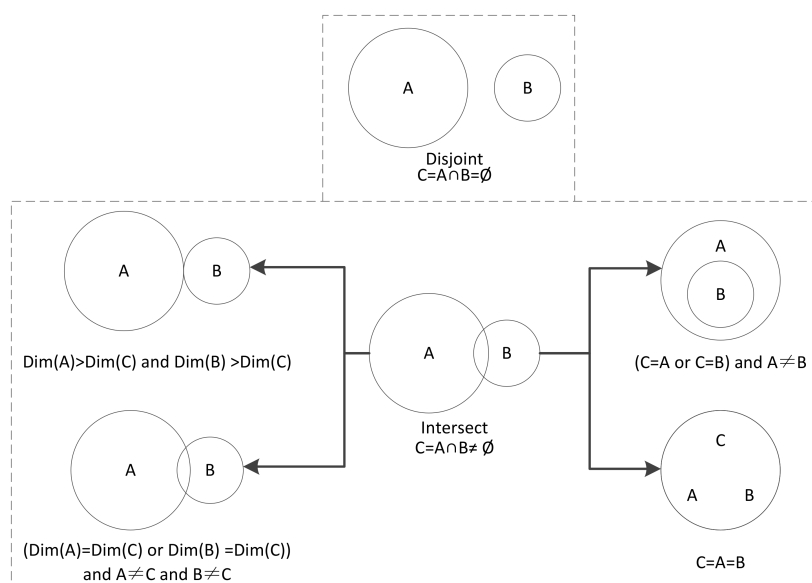 A
B
Disjoint
C=A∩B=Ø
A
B
Dim(A)>Dim(C) and Dim(B) >Dim(C)
A
B
Intersect
C=A∩B≠ Ø
A
B
(C=A or C=B) and A≠B
A
B
(Dim(A)=Dim(C) or Dim(B) =Dim(C))
and A≠C and B≠C
C
A
B
C=A=B